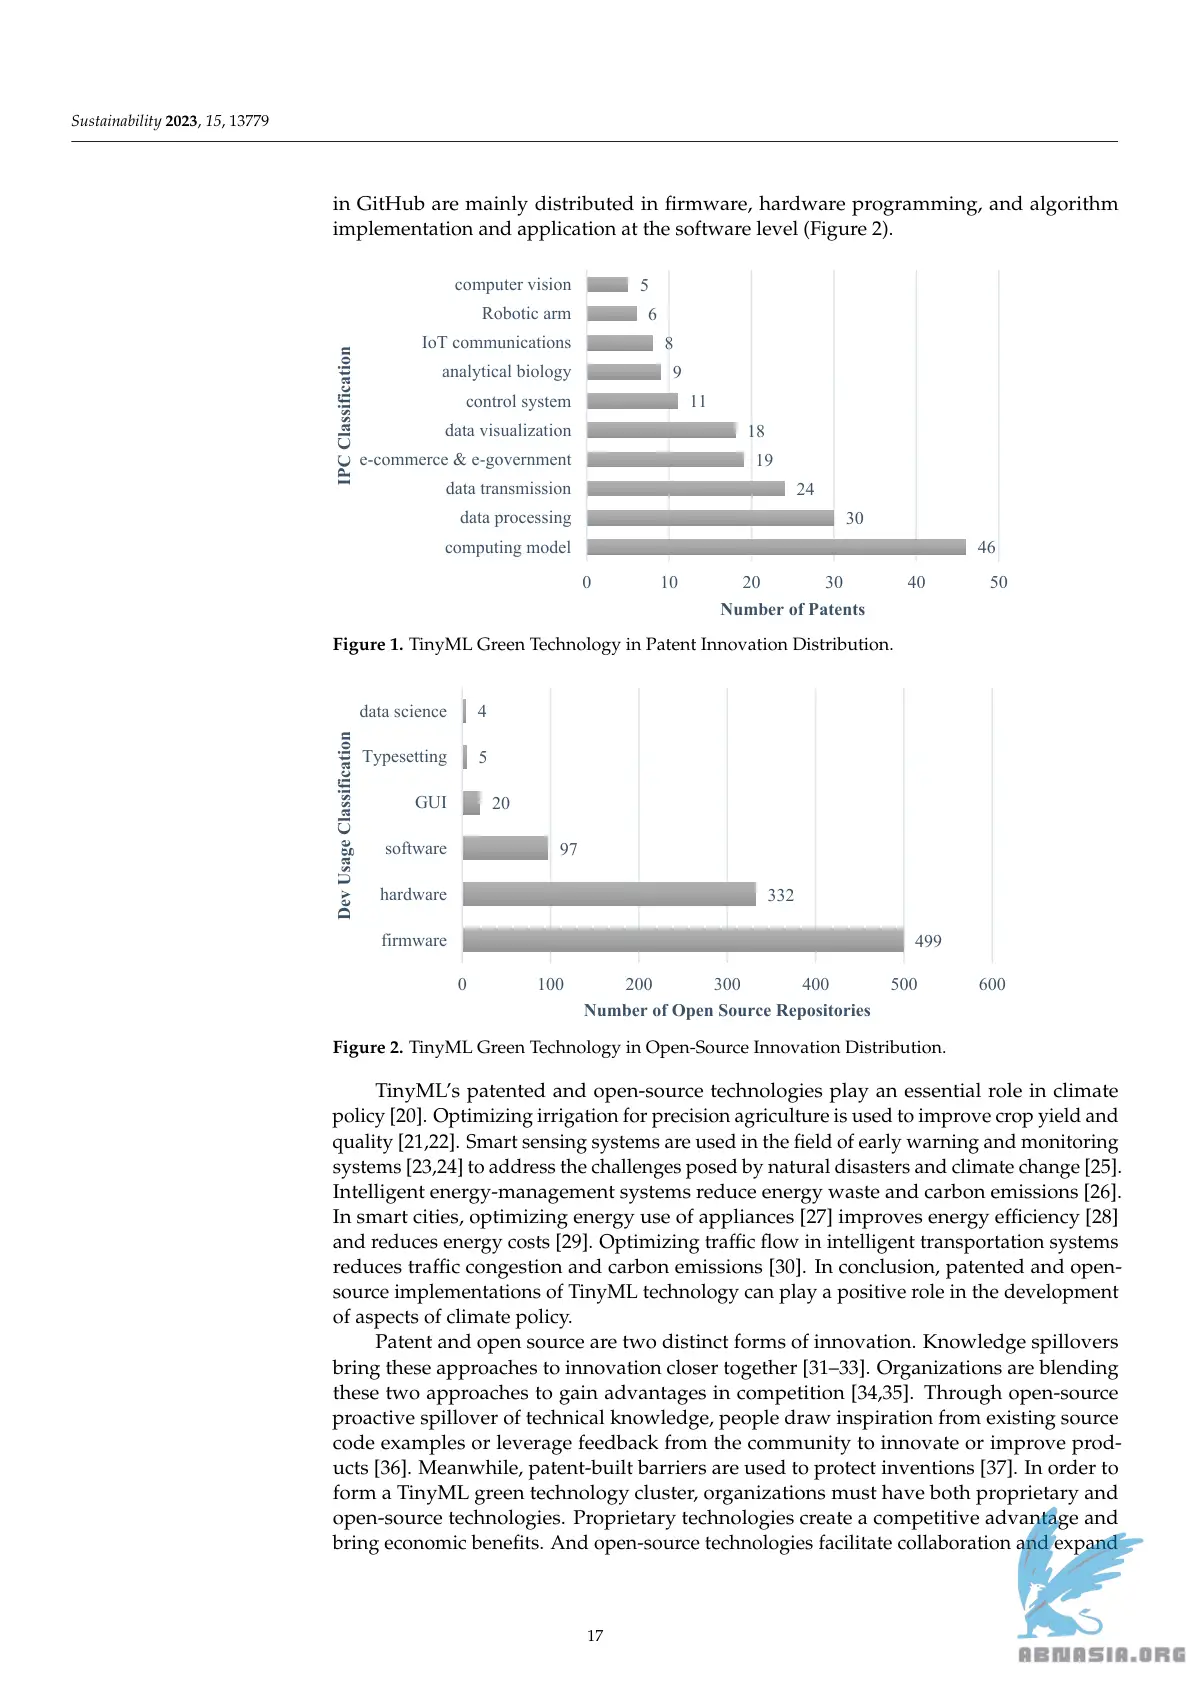 Sustainability 2023, 15, 13779
in GitHub are mainly distributed in firmware, hardware programming, and algorithm
implementation and application at the software level (Figure 2).
IPC Classification
computer vision 5
Robotic arm 6
IoT communications 8
analytical biology 9
control system 11
data visualization 18
e-commerce & e-government 19
data transmission 24
data processing 30
computing model 46
0 10 20 30 40 50
Number of Patents
Figure 1. TinyML Green Technology in Patent Innovation Distribution.
Dev Usage Classification
data science 4
Typesetting 5
GUI 20
software 97
hardware 332
firmware 499
0 100 200 300 400 500 600
Number of Open Source Repositories
Figure 2. TinyML Green Technology in Open-Source Innovation Distribution.
TinyML's patented and open-source technologies play an essential role in climate
policy [20]. Optimizing irrigation for precision agriculture is used to improve crop yield and
quality [21,22]. Smart sensing systems are used in the field of early warning and monitoring
systems [23,24] to address the challenges posed by natural disasters and climate change [25].
Intelligent energy-management systems reduce energy waste and carbon emissions [26].
In smart cities, optimizing energy use of appliances [27] improves energy efficiency [28]
and reduces energy costs [29]. Optimizing traffic flow in intelligent transportation systems
reduces traffic congestion and carbon emissions [30]. In conclusion, patented and open-
source implementations of TinyML technology can play a positive role in the development
of aspects of climate policy.
Patent and open source are two distinct forms of innovation. Knowledge spillovers
bring these approaches to innovation closer together [31–33]. Organizations are blending
these two approaches to gain advantages in competition [34,35]. Through open-source
proactive spillover of technical knowledge, people draw inspiration from existing source
code examples or leverage feedback from the community to innovate or improve prod-
ucts [36]. Meanwhile, patent-built barriers are used to protect inventions [37]. In order to
form a TinyML green technology cluster, organizations must have both proprietary and
open-source technologies. Proprietary technologies create a competitive advantage and
bring economic benefits. And open-source technologies facilitate collaboration and expand
17
ABNASIA.ORG